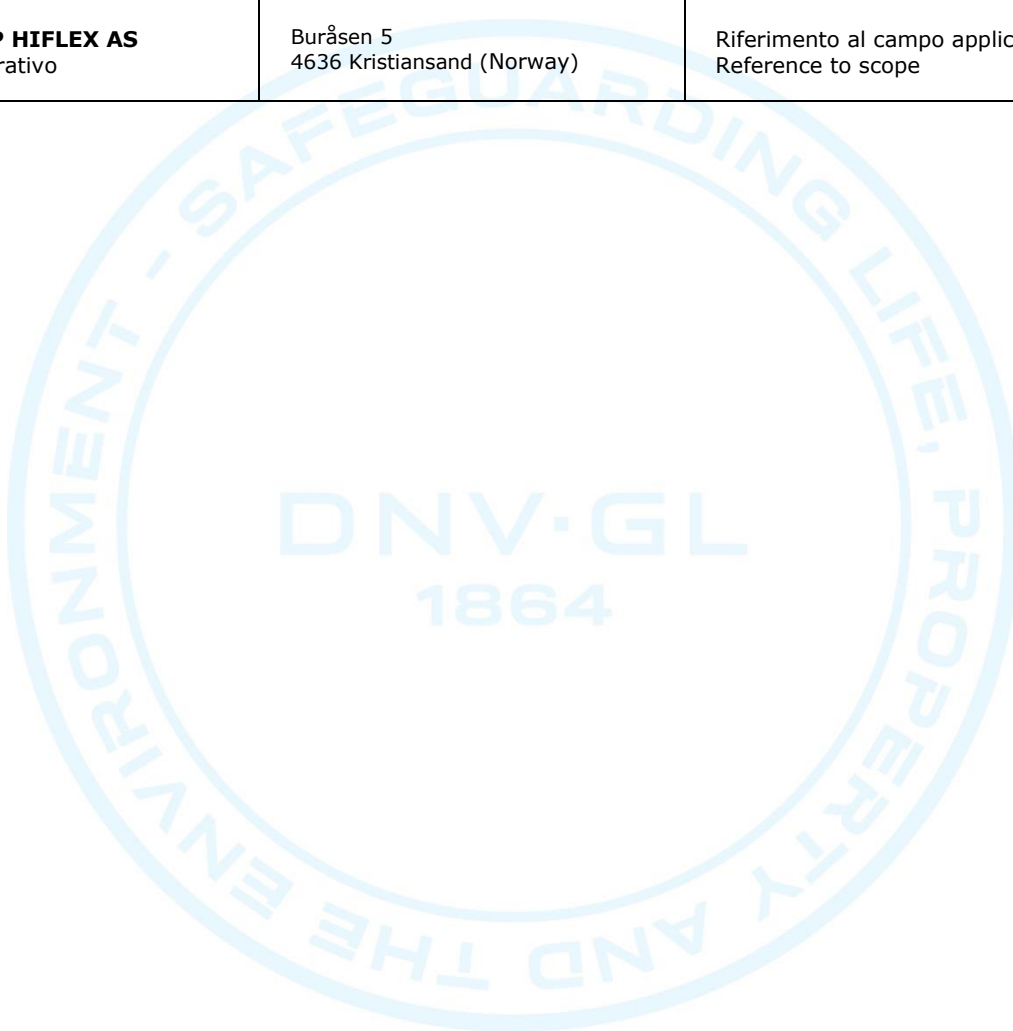 P HIFLEX AS
rativo
Buråsen 5
4636 Kristiansand (Norway)
Riferimento al campo applic
Reference to scope
SAFEGUARDING LIFE, PROPERTY AND THE ENVIRONMENT -
DNV·GL
1864